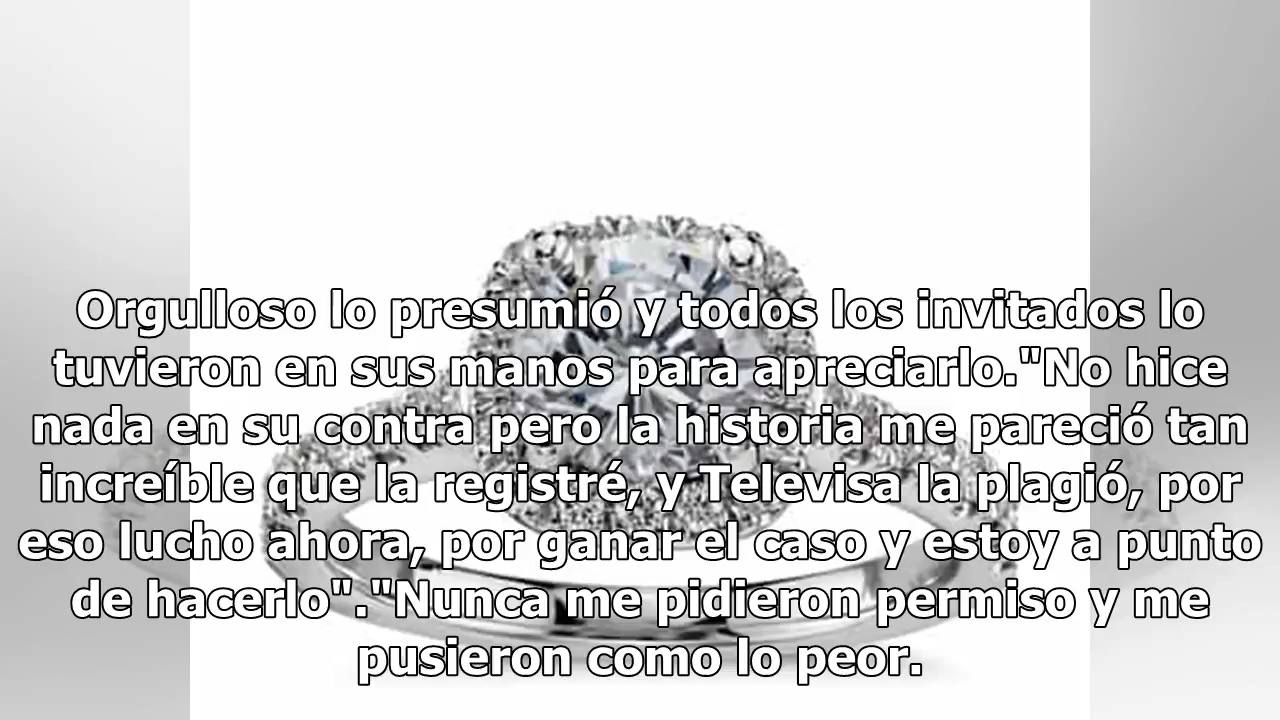 Orgulloso lo presumió y todos los invitados lo
tuvieron en sus manos para apreciarlo."No hice
nada en su contra pero la historia me pareció tan
increíble que la registré, y Televisa la plagió, por
eso lucho ahora, por ganar el caso y estoy a punto
de hacerlo"."Nunca me pidieron permiso y me
pusieron como lo peor.